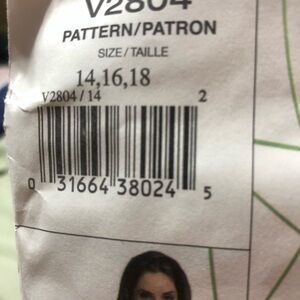 V2804
PATTERN/PATRON
SIZE/TAILLE
14,16,18
V2804/14 2
0 31664 38024 5